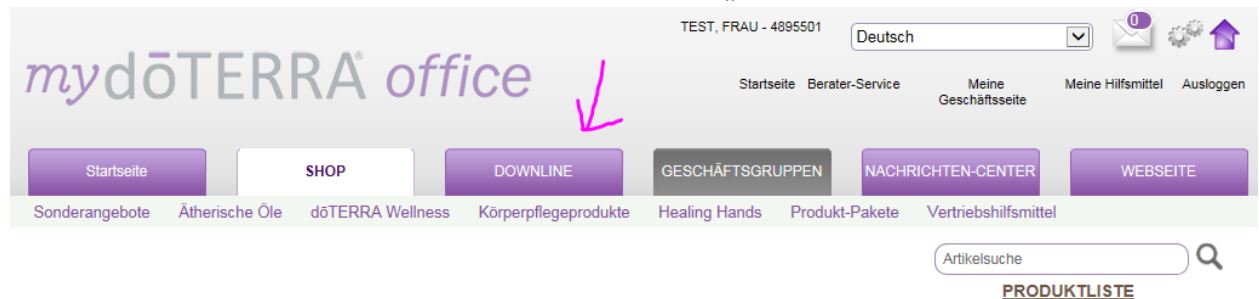 TEST, FRAU - 4895501
Deutsch
0
mydōTERRA® office
Startseite Berater-Service Meine Geschäftsseite Meine Hilfsmittel Ausloggen
Startseite SHOP DOWNLINE GESCHÄFTSGRUPPEN NACHRICHTEN-CENTER WEBSEITE
Sonderangebote Ätherische Öle dōTERRA Wellness Körperpflegeprodukte Healing Hands Produkt-Pakete Vertriebshilfsmittel
Artikelsuche
PRODUKTLISTE